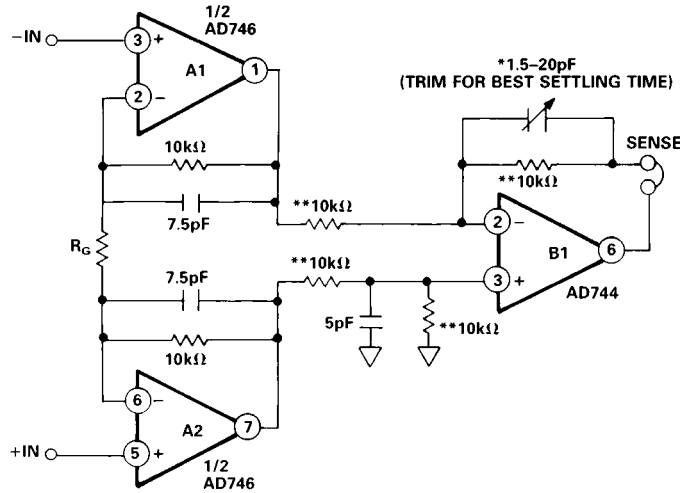 1/2
AD746
−IN
3
+
A1
1
2
−
*1.5–20pF
(TRIM FOR BEST SETTLING TIME)
SENSE
10kΩ
7.5pF
**10kΩ
**10kΩ
2
−
B1
6
3
+
AD744
RG
7.5pF
**10kΩ
5pF
**10kΩ
10kΩ
6
−
A2
7
+IN
5
+
1/2
AD746